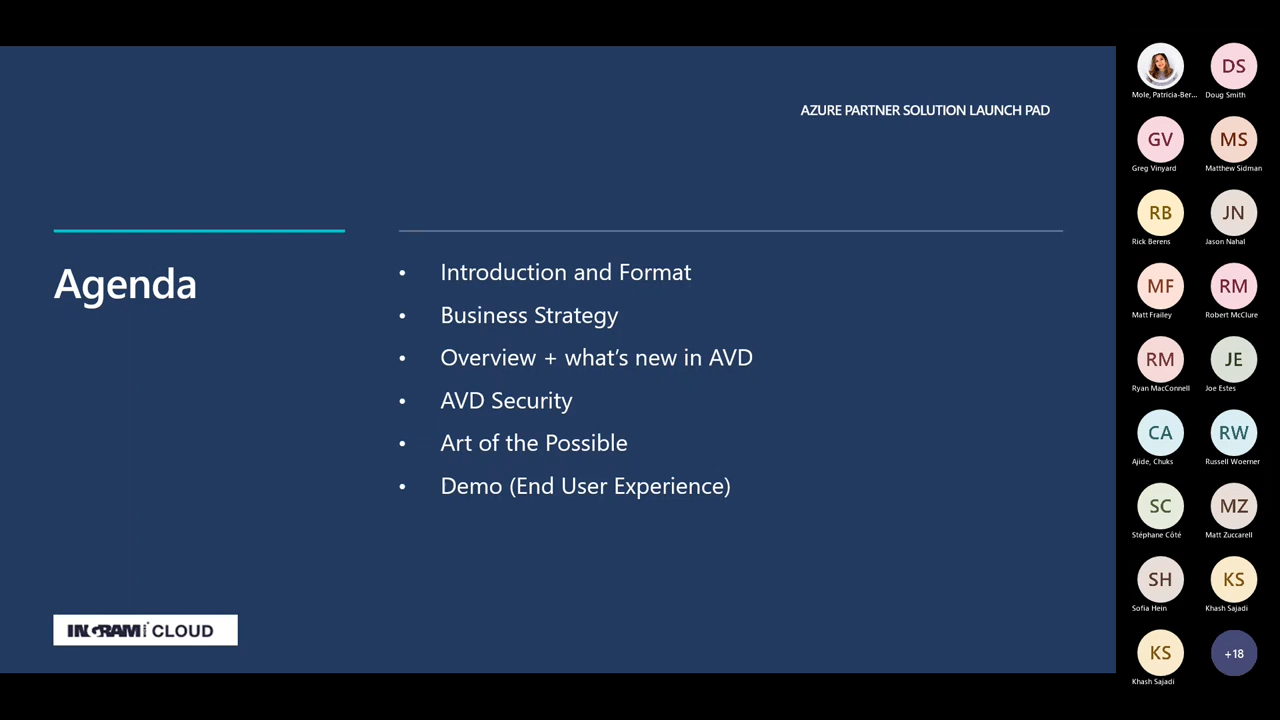 AZURE PARTNER SOLUTION LAUNCH PAD
Agenda
• Introduction and Format
• Business Strategy
• Overview + what's new in AVD
• AVD Security
• Art of the Possible
• Demo (End User Experience)
INGRAM CLOUD
Mole, Patricia-Ber...
DS
Doug Smith
GV
Greg Vinyard
MS
Matthew Sidman
RB
Rick Berens
JN
Jason Nahal
MF
Matt Frailey
RM
Robert McClure
RM
Ryan MacConnell
JE
Joe Estes
CA
Ajide, Chuks
RW
Russell Woerner
SC
Stéphane Côté
MZ
Matt Zuccarell
SH
Sofia Hein
KS
Khash Sajadi
KS
Khash Sajadi
+18